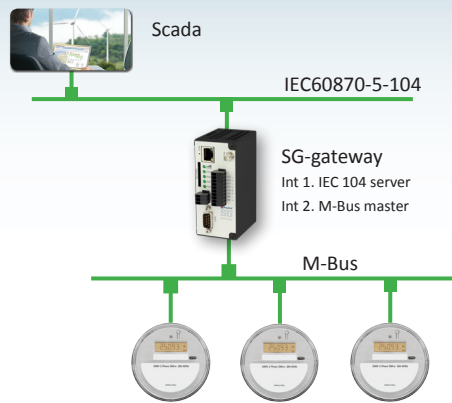 Scada
IEC60870-5-104
SG-gateway
Int 1. IEC 104 server
Int 2. M-Bus master
M-Bus